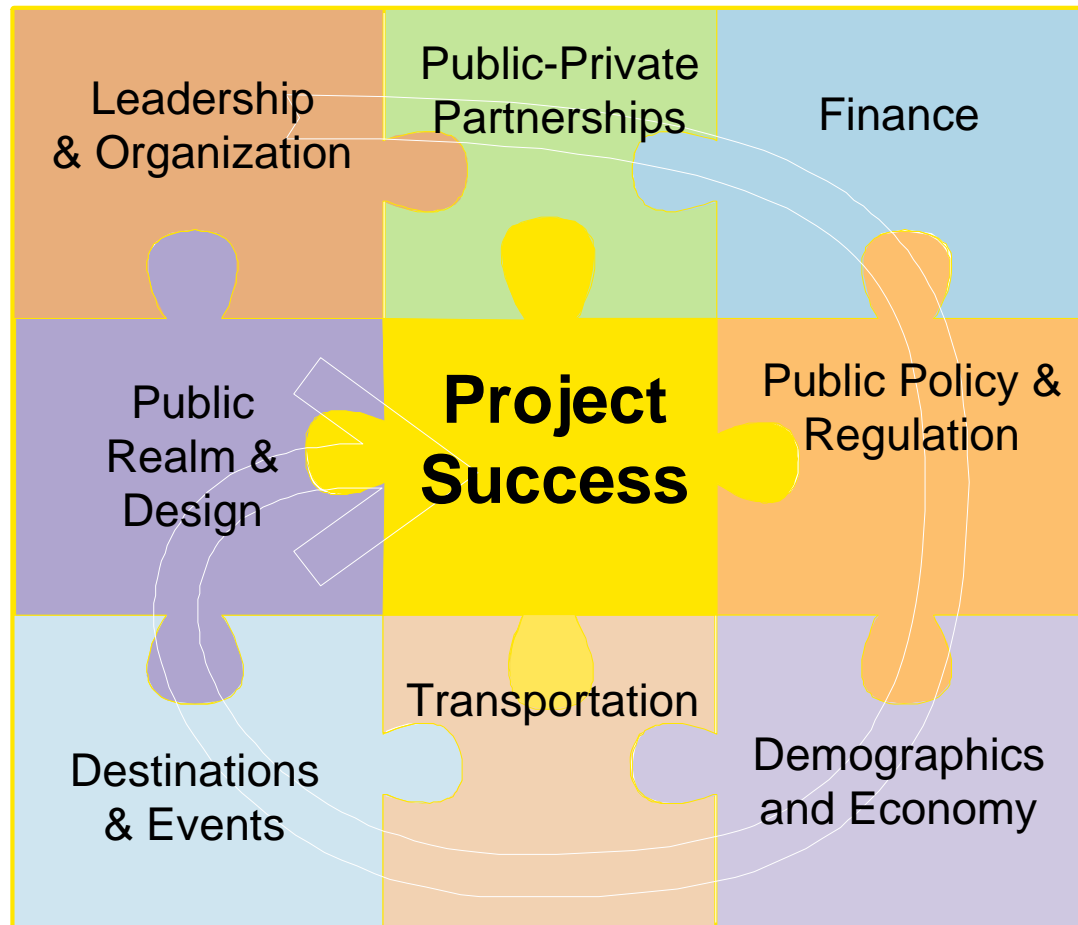 Leadership
& Organization
Public-Private
Partnerships
Finance
Public
Realm &
Design
Project
Success
Public Policy &
Regulation
Destinations
& Events
Transportation
Demographics
and Economy